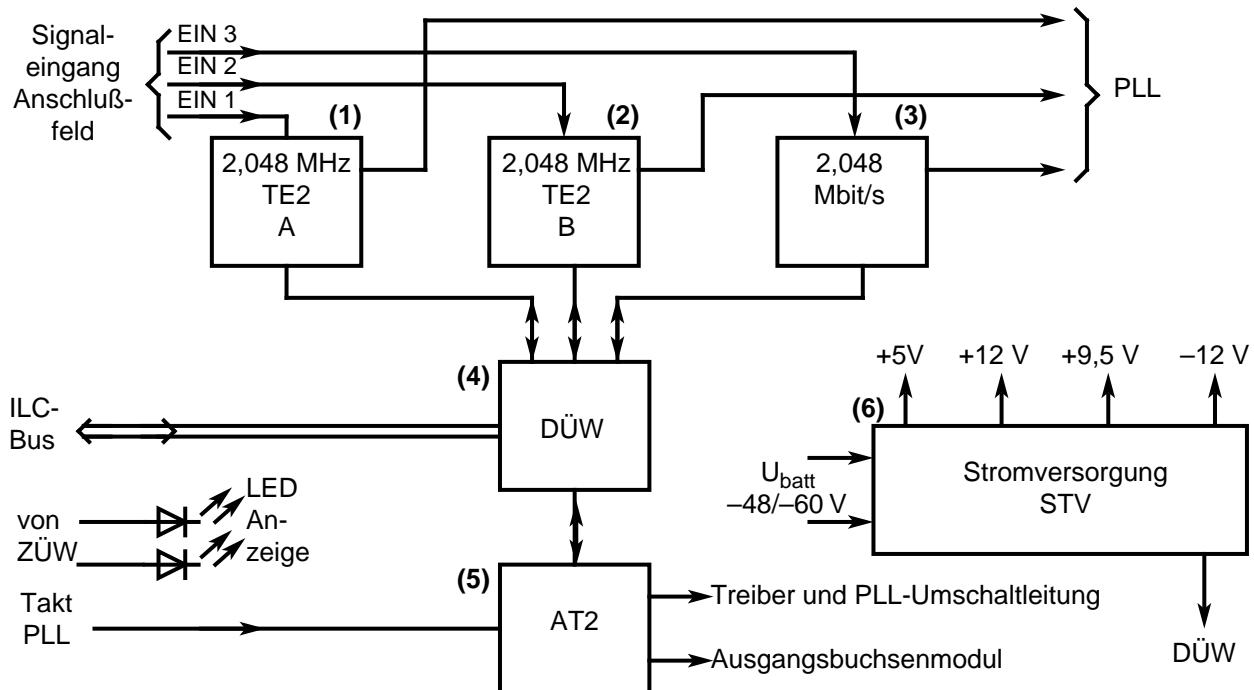 Signal-
eingang
Anschluß-
feld
EIN 3
EIN 2
EIN 1
PLL
(1)
2,048 MHz
TE2
A
(2)
2,048 MHz
TE2
B
(3)
2,048
Mbit/s
(4)
DÜW
ILC-
Bus
von
ZÜW
LED
An-
zeige
Takt
PLL
(5)
AT2
Treiber und PLL-Umschaltleitung
Ausgangsbuchsenmodul
+5V
+12 V
+9,5 V
–12 V
(6)
Stromversorgung
STV
Ubatt
–48/–60 V
DÜW